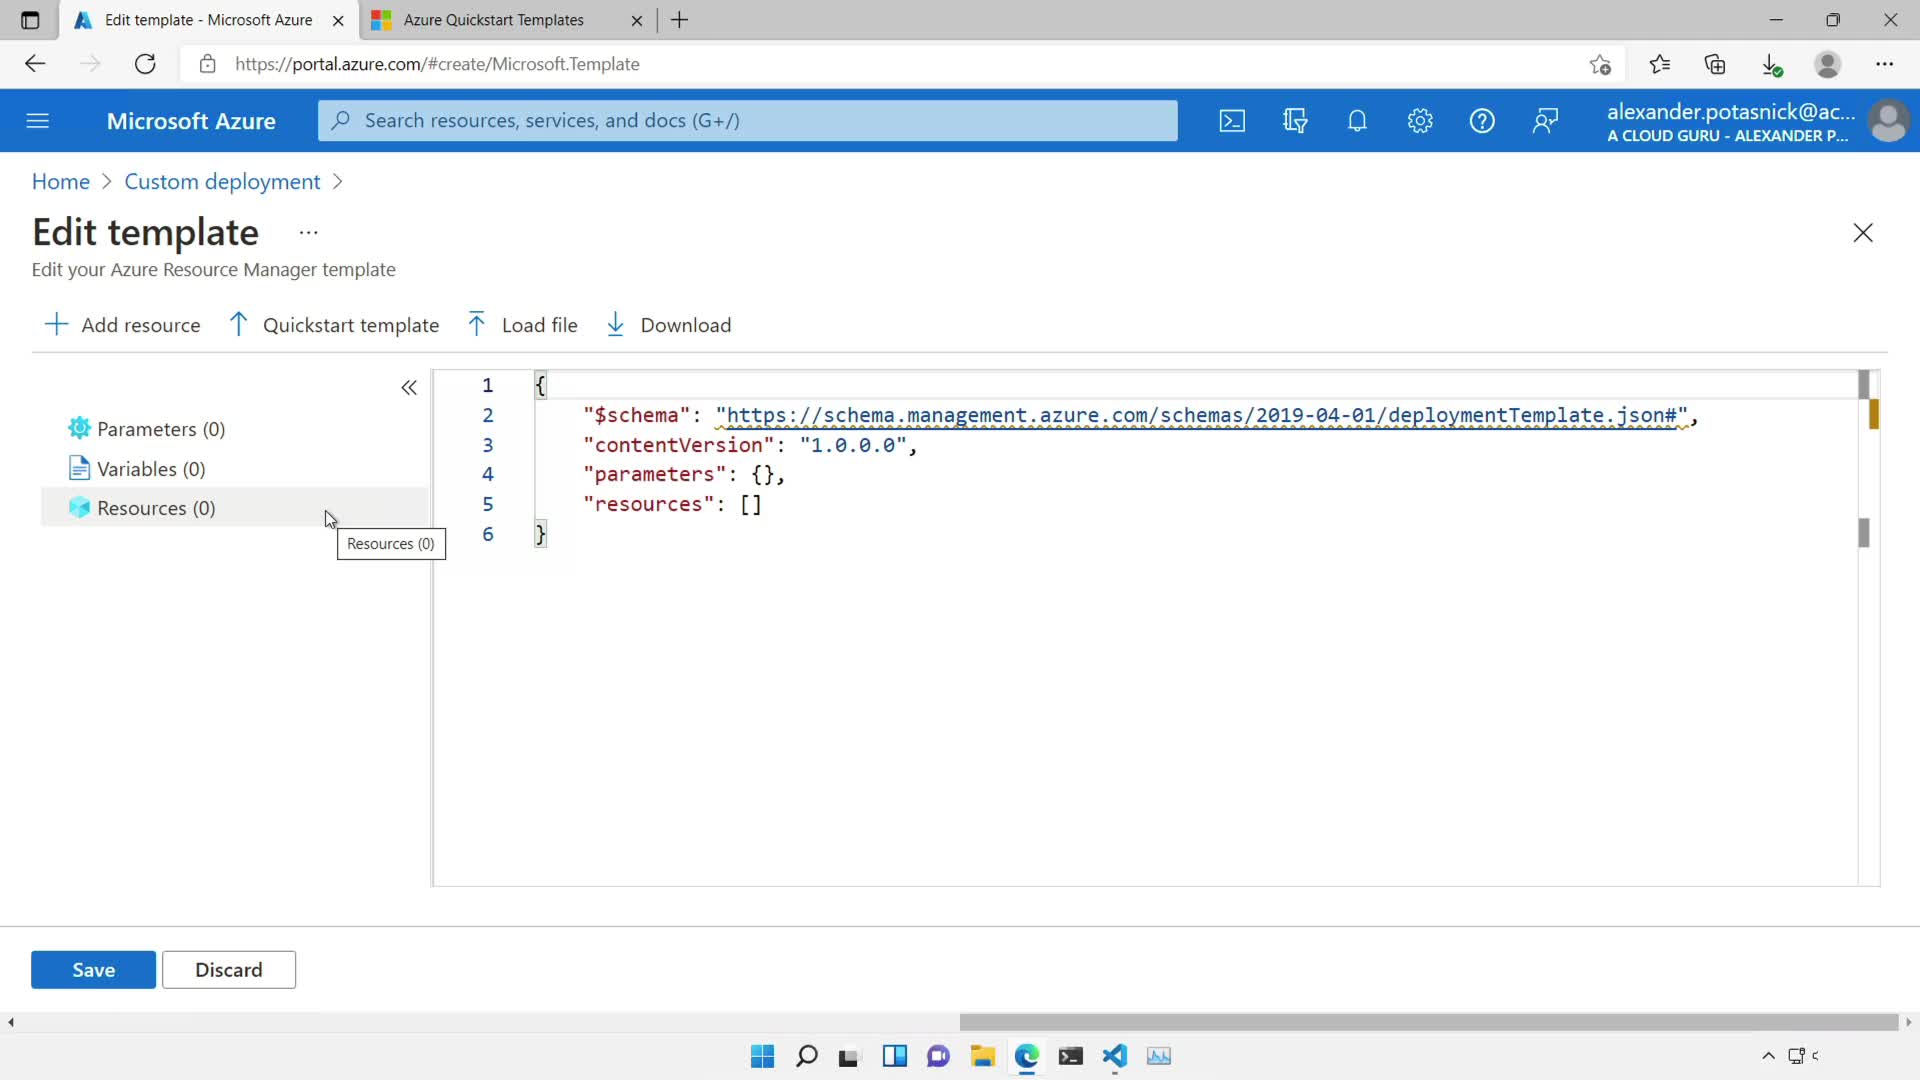 Edit template - Microsoft Azure
Azure Quickstart Templates
https://portal.azure.com/#create/Microsoft.Template
Microsoft Azure
Search resources, services, and docs (G+/)
alexander.potasnick@ac...
A CLOUD GURU - ALEXANDER P...
Home > Custom deployment >
Edit template ...
Edit your Azure Resource Manager template
Add resource
Quickstart template
Load file
Download
Parameters (0)
Variables (0)
Resources (0)
Resources (0)
1 {
2 "$schema": "https://schema.management.azure.com/schemas/2019-04-01/deploymentTemplate.json#",
3 "contentVersion": "1.0.0.0",
4 "parameters": {},
5 "resources": []
6 }
Save
Discard